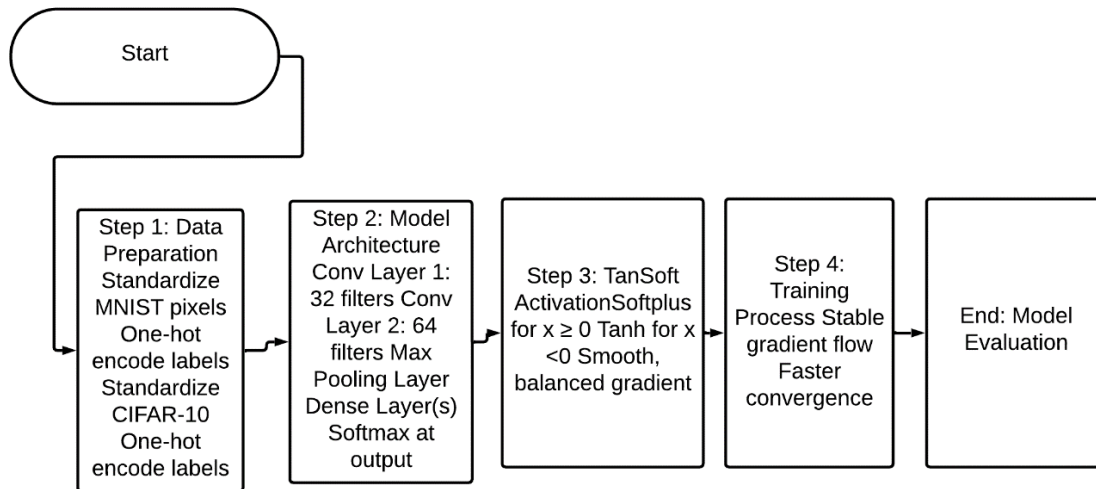 Start
Step 1: Data
Preparation
Standardize
MNIST pixels
One-hot
encode labels
Standardize
CIFAR-10
One-hot
encode labels
Step 2: Model
Architecture
Conv Layer 1:
32 filters Conv
Layer 2: 64
filters Max
Pooling Layer
Dense Layer(s)
Softmax at
output
Step 3: TanSoft
ActivationSoftplus
for x ≥ 0 Tanh for x
<0 Smooth,
balanced gradient
Step 4:
Training
Process Stable
gradient flow
Faster
convergence
End: Model
Evaluation